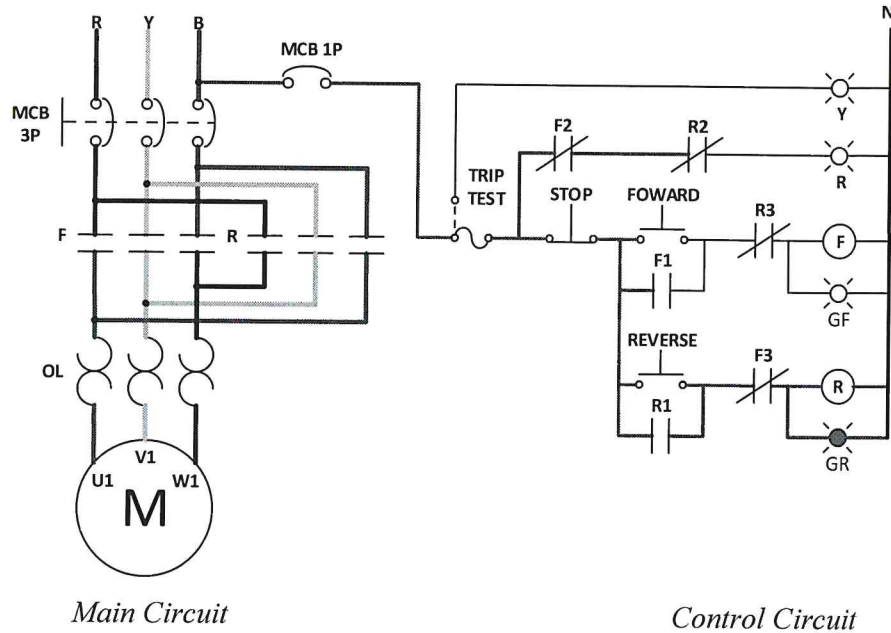 R Y B N
MCB 1P
MCB
3P
Y
F2 R2
R
TRIP
TEST
STOP FOWARD
R3
F R
F
F1
GF
REVERSE
OL
F3
R
R1
GR
V1
U1 W1
M
Main Circuit Control Circuit